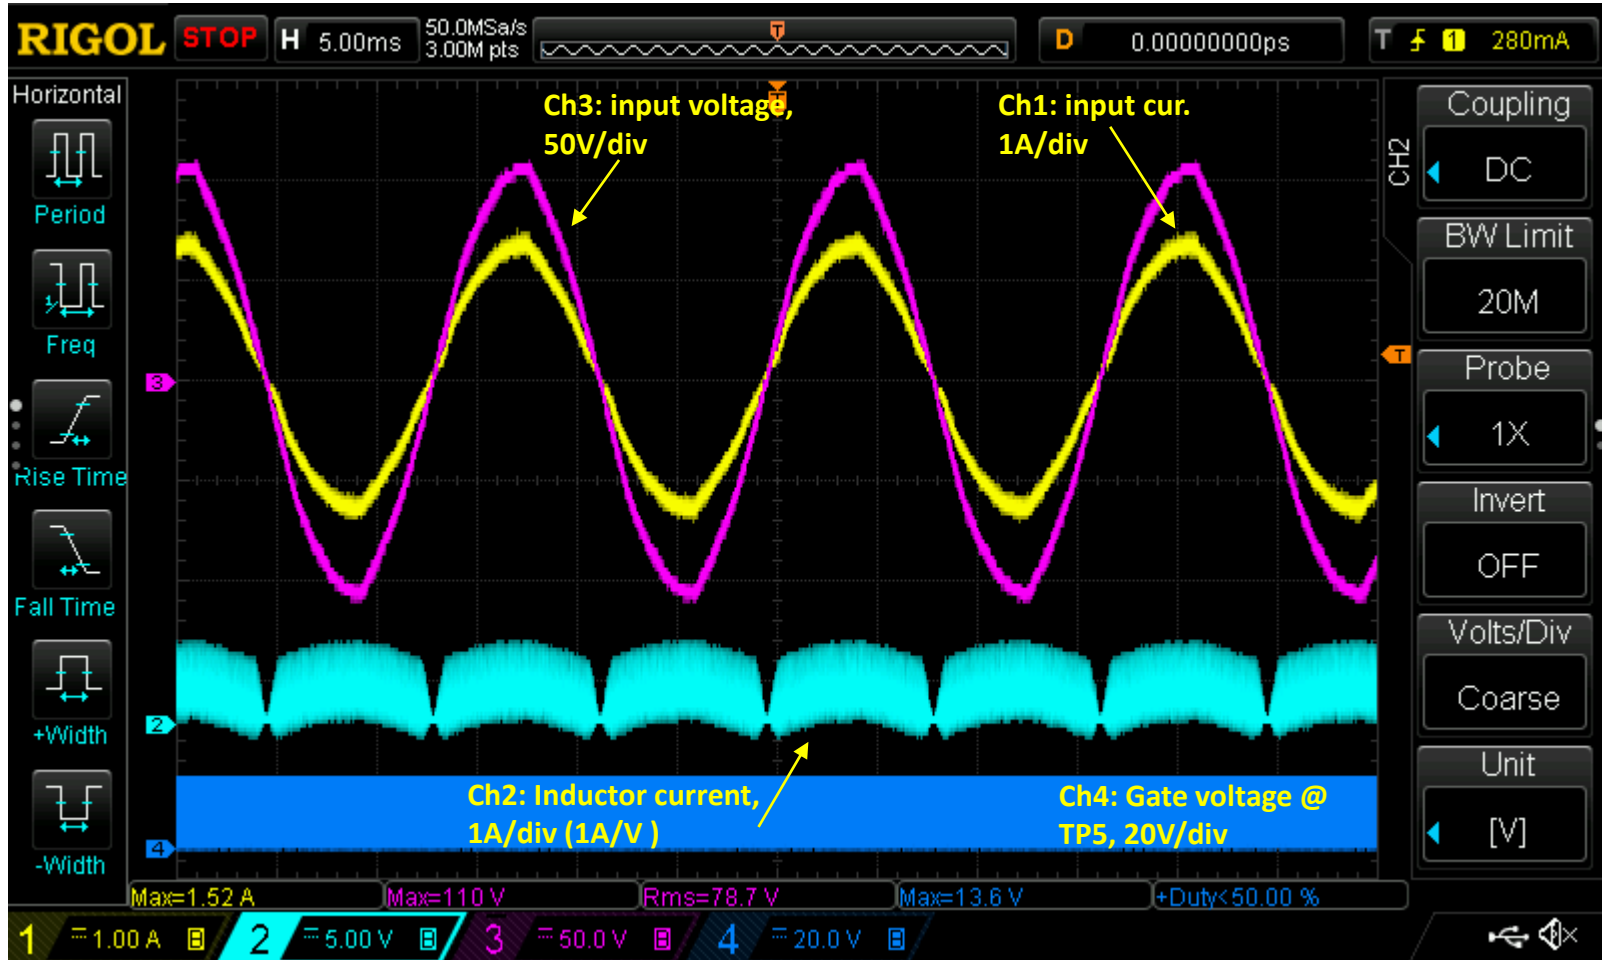 RIGOL STOP H 5.00ms 50.0MSa/s D 0.00000000ps T 1 280mA
3.00M pts
T
Horizontal
Period
Freq
Rise Time
Fall Time
+Width
-Width
Ch3: input voltage,
50V/div
Ch1: input cur.
1A/div
T
3
2
4
T
Ch2: Inductor current,
1A/div (1A/V )
Ch4: Gate voltage @
TP5, 20V/div
CH2
Coupling
DC
BW Limit
20M
Probe
1X
Invert
OFF
Volts/Div
Coarse
Unit
[V]
Max=1.52 A Max=110 V Rms=78.7 V Max=13.6 V +Duty<50.00 %
1 1.00 A B 2 5.00 V B 3 50.0 V B 4 20.0 V B